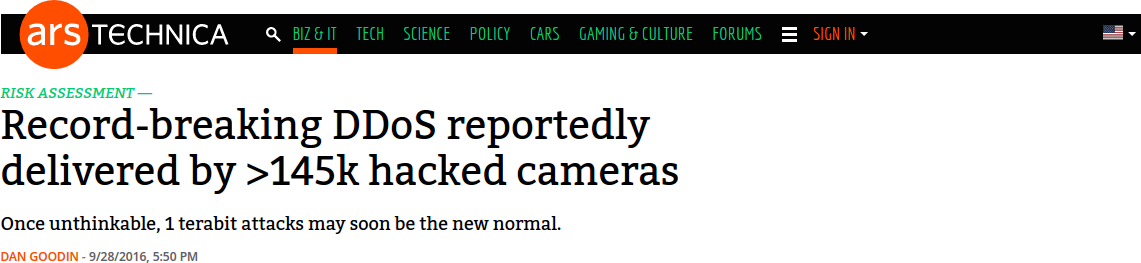 ars TECHNICA BIZ & IT TECH SCIENCE POLICY CARS GAMING & CULTURE FORUMS SIGN IN
RISK ASSESSMENT —
Record-breaking DDoS reportedly
delivered by >145k hacked cameras
Once unthinkable, 1 terabit attacks may soon be the new normal.
DAN GOODIN - 9/28/2016, 5:50 PM